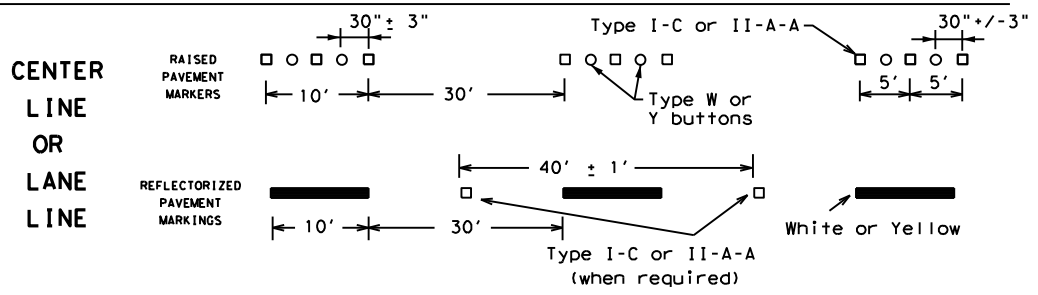 CENTER
LINE
OR
LANE
LINE
RAISED
PAVEMENT
MARKERS
30" ± 3"
10'
30'
Type I-C or II-A-A
Type W or
Y buttons
30"+/-3"
5' 5'
REFLECTORIZED
PAVEMENT
MARKINGS
10'
30'
40' ± 1'
Type I-C or II-A-A
(when required)
White or Yellow